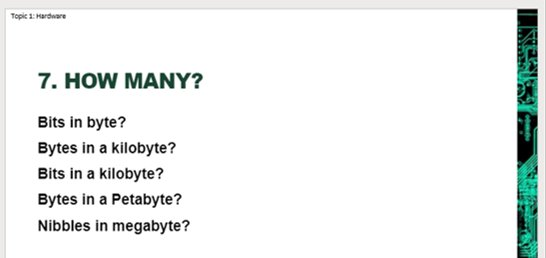 Topic 1: Hardware
7. HOW MANY?
Bits in byte?
Bytes in a kilobyte?
Bits in a kilobyte?
Bytes in a Petabyte?
Nibbles in megabyte?